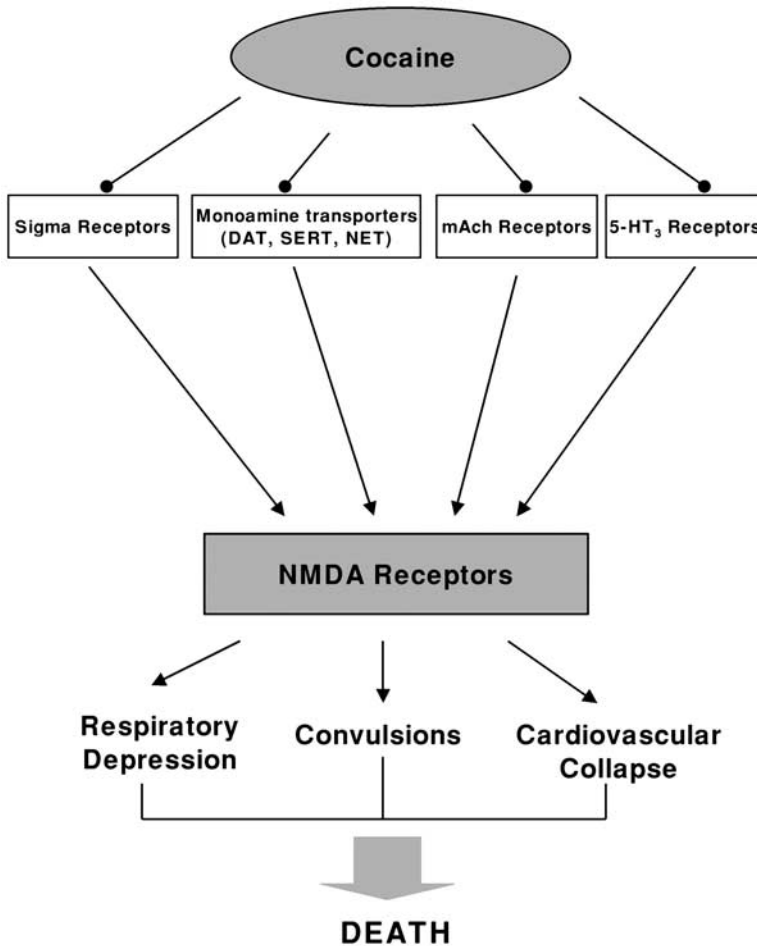 Cocaine
Sigma Receptors
Monoamine transporters
(DAT, SERT, NET)
mAch Receptors
5-HT₃ Receptors
NMDA Receptors
Respiratory
Depression
Convulsions
Cardiovascular
Collapse
DEATH